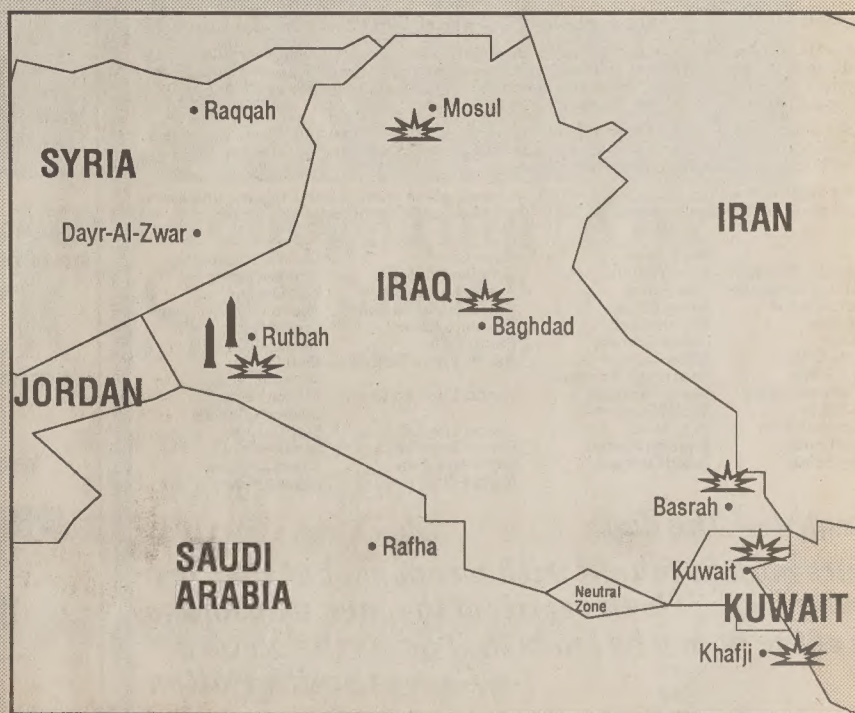 Raqqah
Mosul
SYRIA
IRAN
Dayr-Al-Zwar
IRAQ
Baghdad
Rutbah
JORDAN
Basrah
SAUDI
ARABIA
Rafha
Kuwait
Neutral
Zone
KUWAIT
Khafji